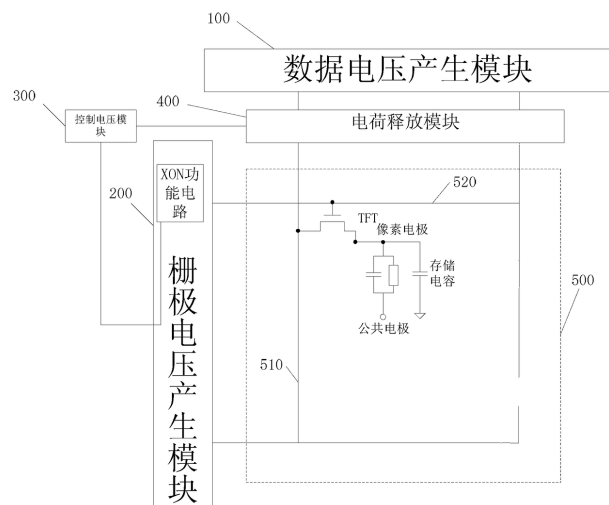 100
数据电压产生模块
300
400
控制电压模
块
电荷释放模块
200
XON功
能电
路
520
TFT
像素电极
存储
电容
500
公共电极
510
栅极电压产生模块